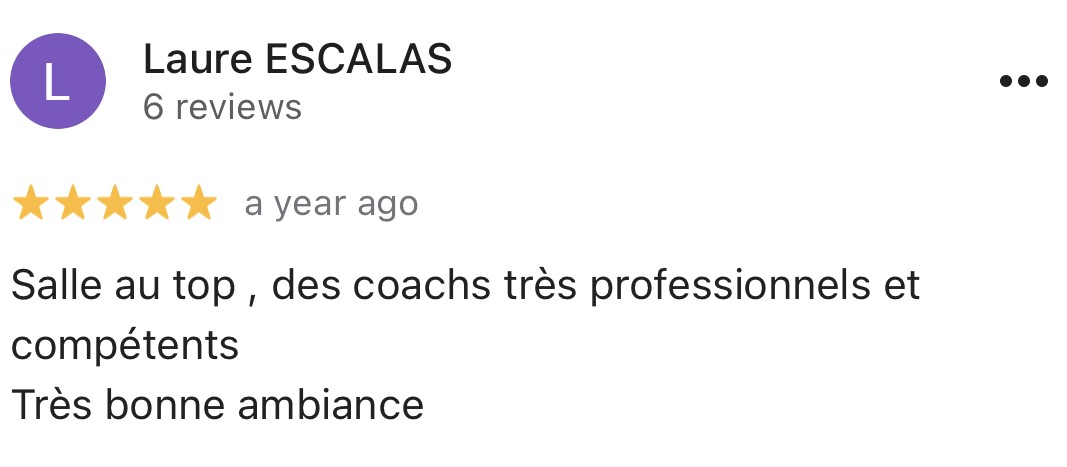 L
Laure ESCALAS
6 reviews
a year ago
Salle au top , des coachs très professionnels et
compétents
Très bonne ambiance